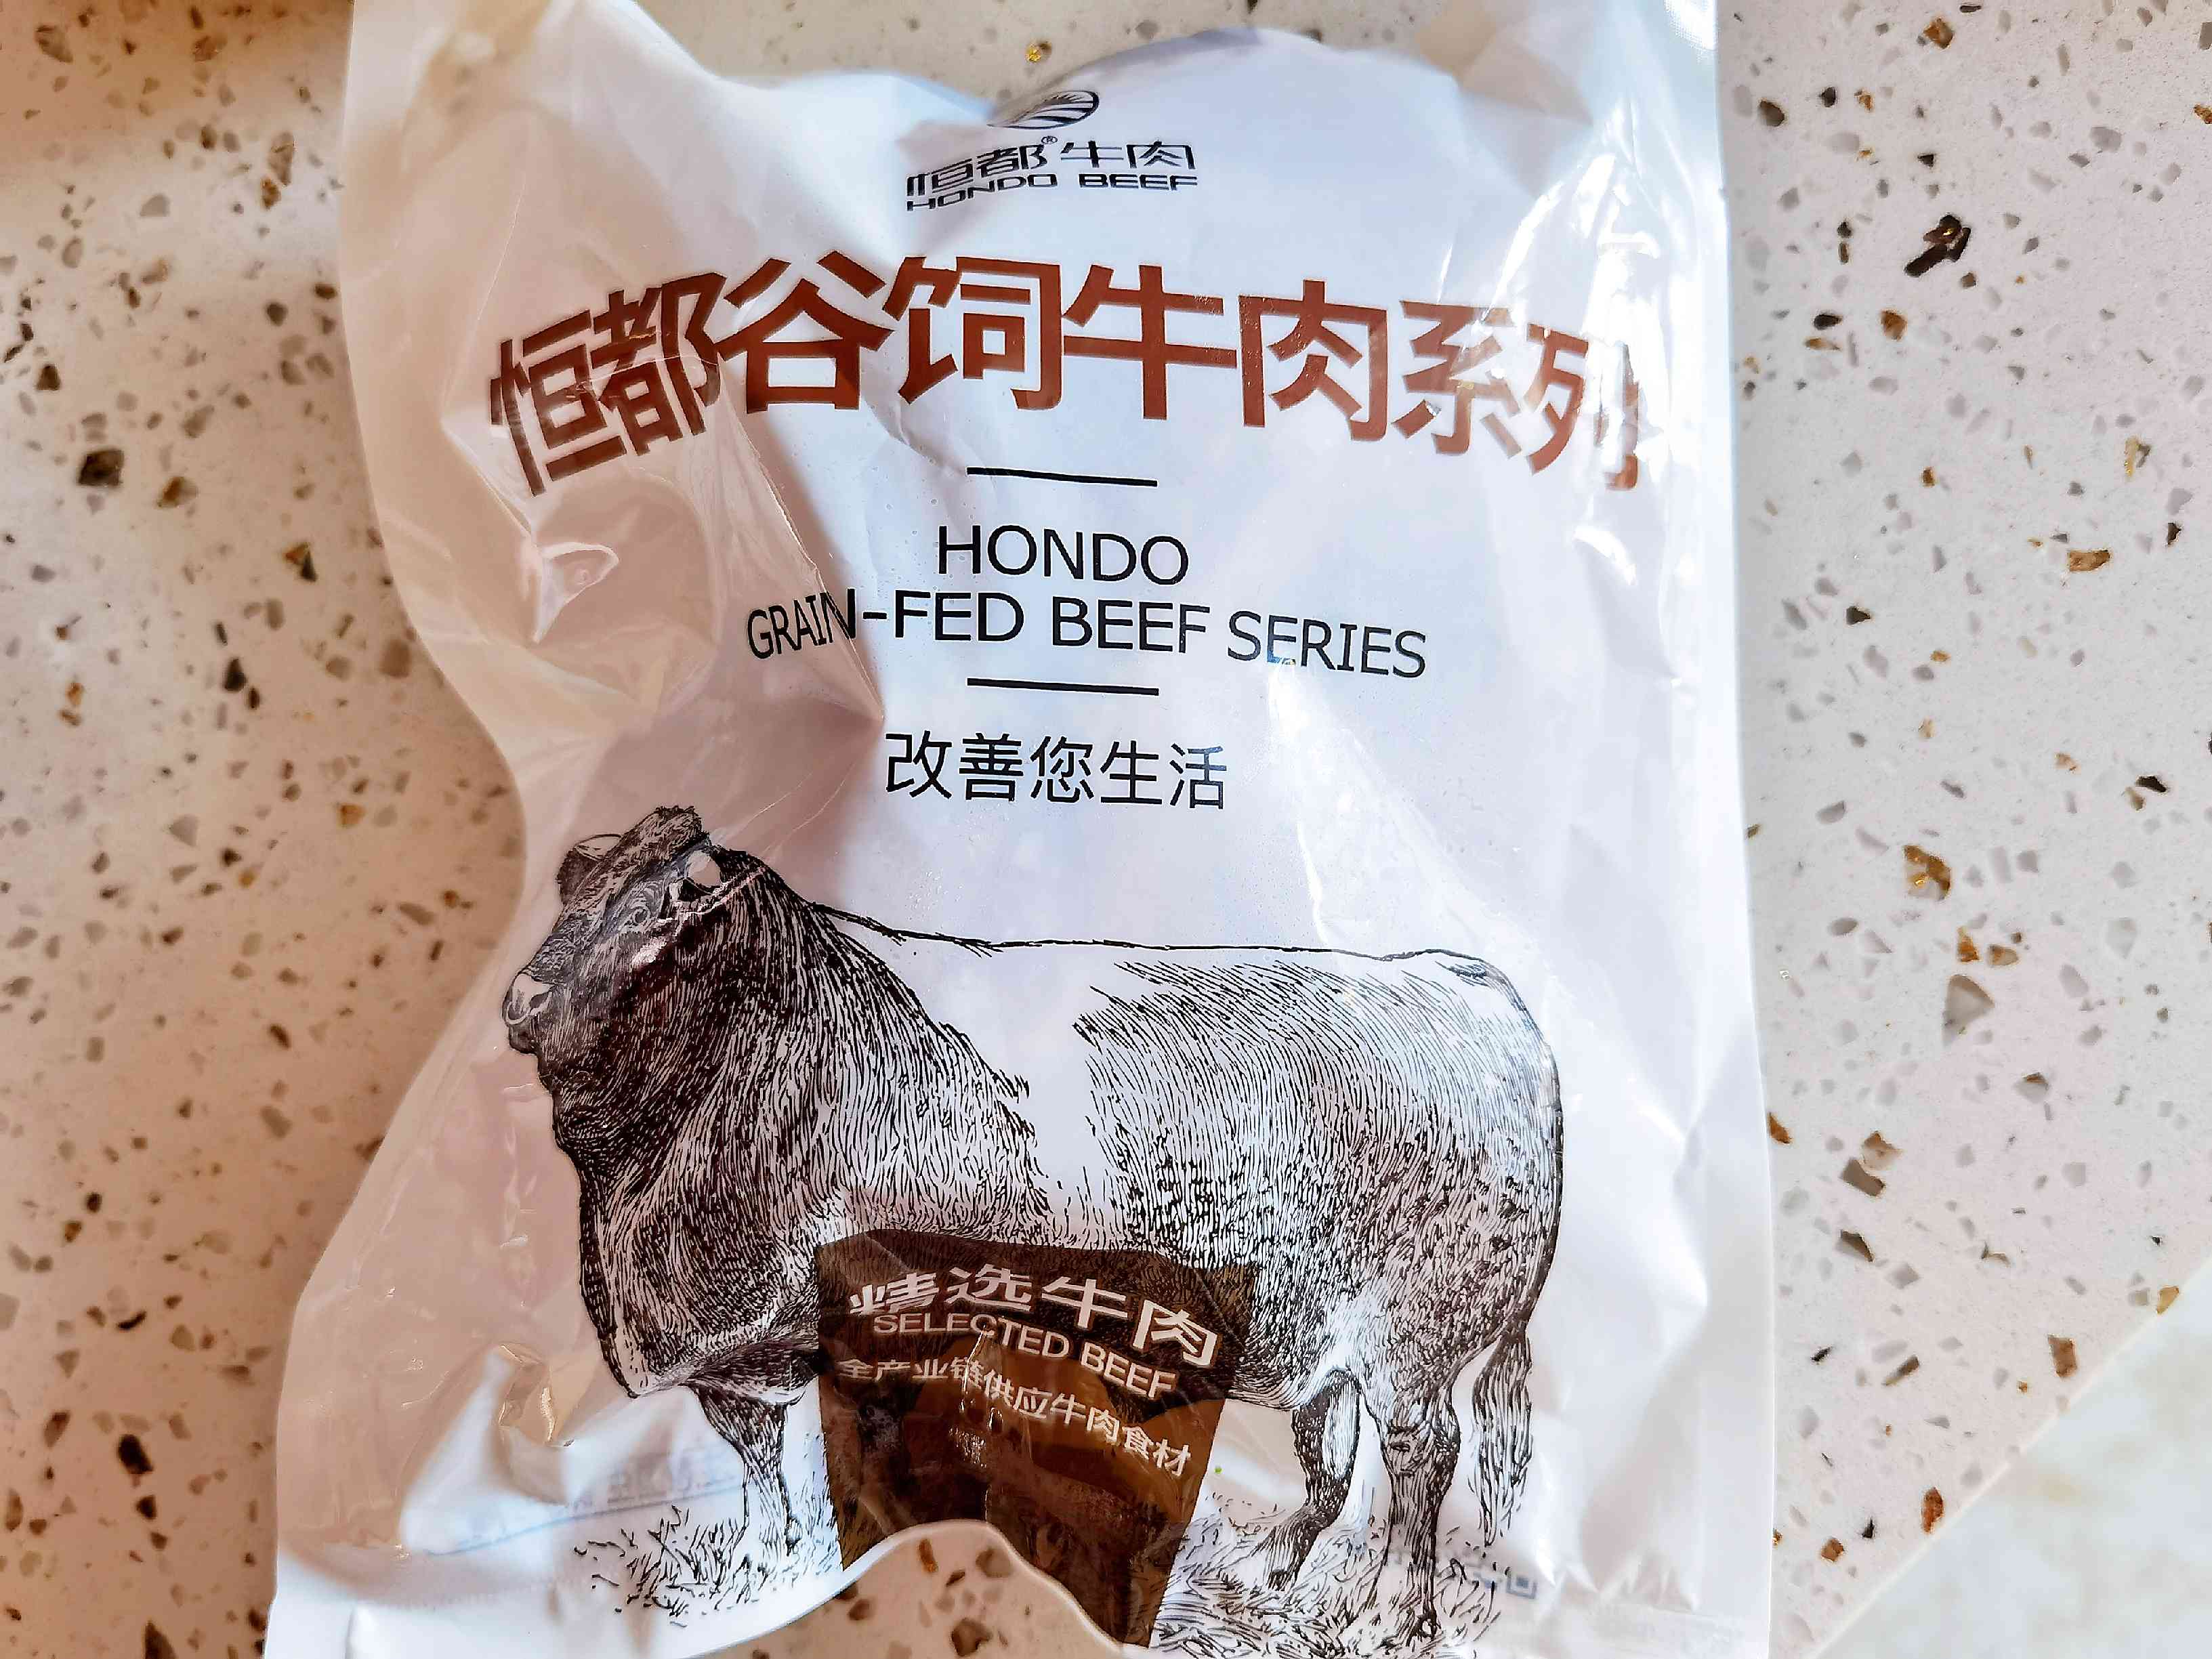 恒都®牛肉
HONDO BEEF
恒都谷饲牛肉系列
HONDO
GRAIN-FED BEEF SERIES
改善您生活
精选牛肉
SELECTED BEEF
全产业链供应牛肉食材